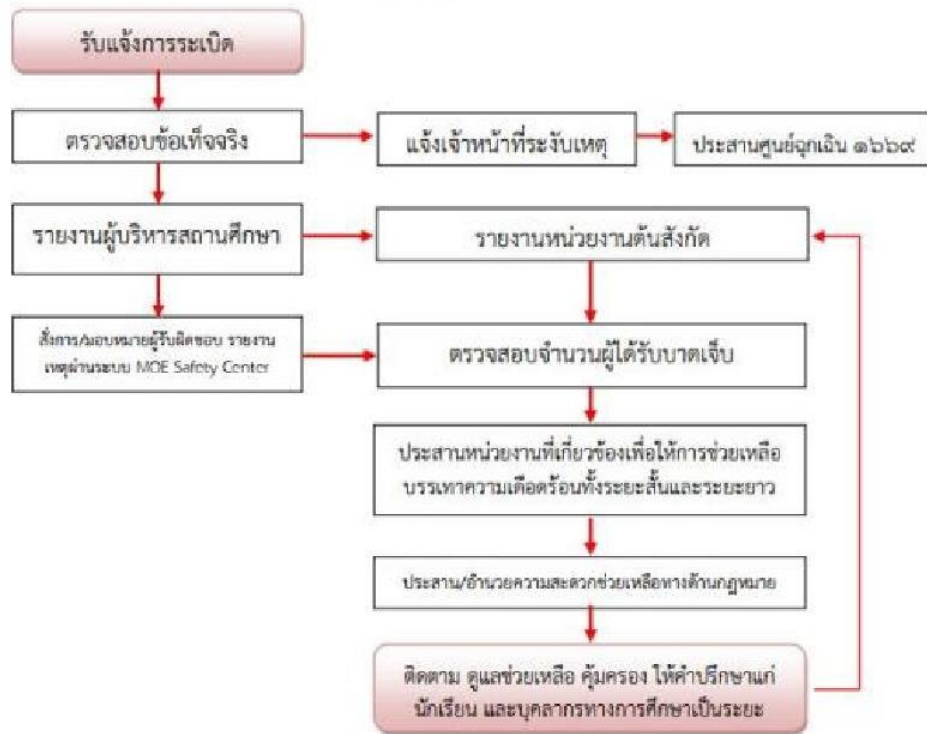 รับแจ้งการระเบิด
ตรวจสอบข้อเท็จจริง
แจ้งเจ้าหน้าที่ระงับเหตุ
ประสานศูนย์ฉุกเฉิน ๑๖๖๙
รายงานผู้บริหารสถานศึกษา
รายงานหน่วยงานต้นสังกัด
สั่งการ/มอบหมายผู้รับผิดชอบ รายงาน
เหตุผ่านระบบ MOE Safety Center
ตรวจสอบจำนวนผู้ได้รับบาดเจ็บ
ประสานหน่วยงานที่เกี่ยวข้องเพื่อให้การช่วยเหลือ
บรรเทาความเดือดร้อนทั้งระยะสั้นและระยะยาว
ประสาน/อำนวยความสะดวกช่วยเหลือทางด้านกฎหมาย
ติดตาม ดูแลช่วยเหลือ คุ้มครอง ให้คำปรึกษาแก่
นักเรียน และบุคลากรทางการศึกษาเป็นระยะ